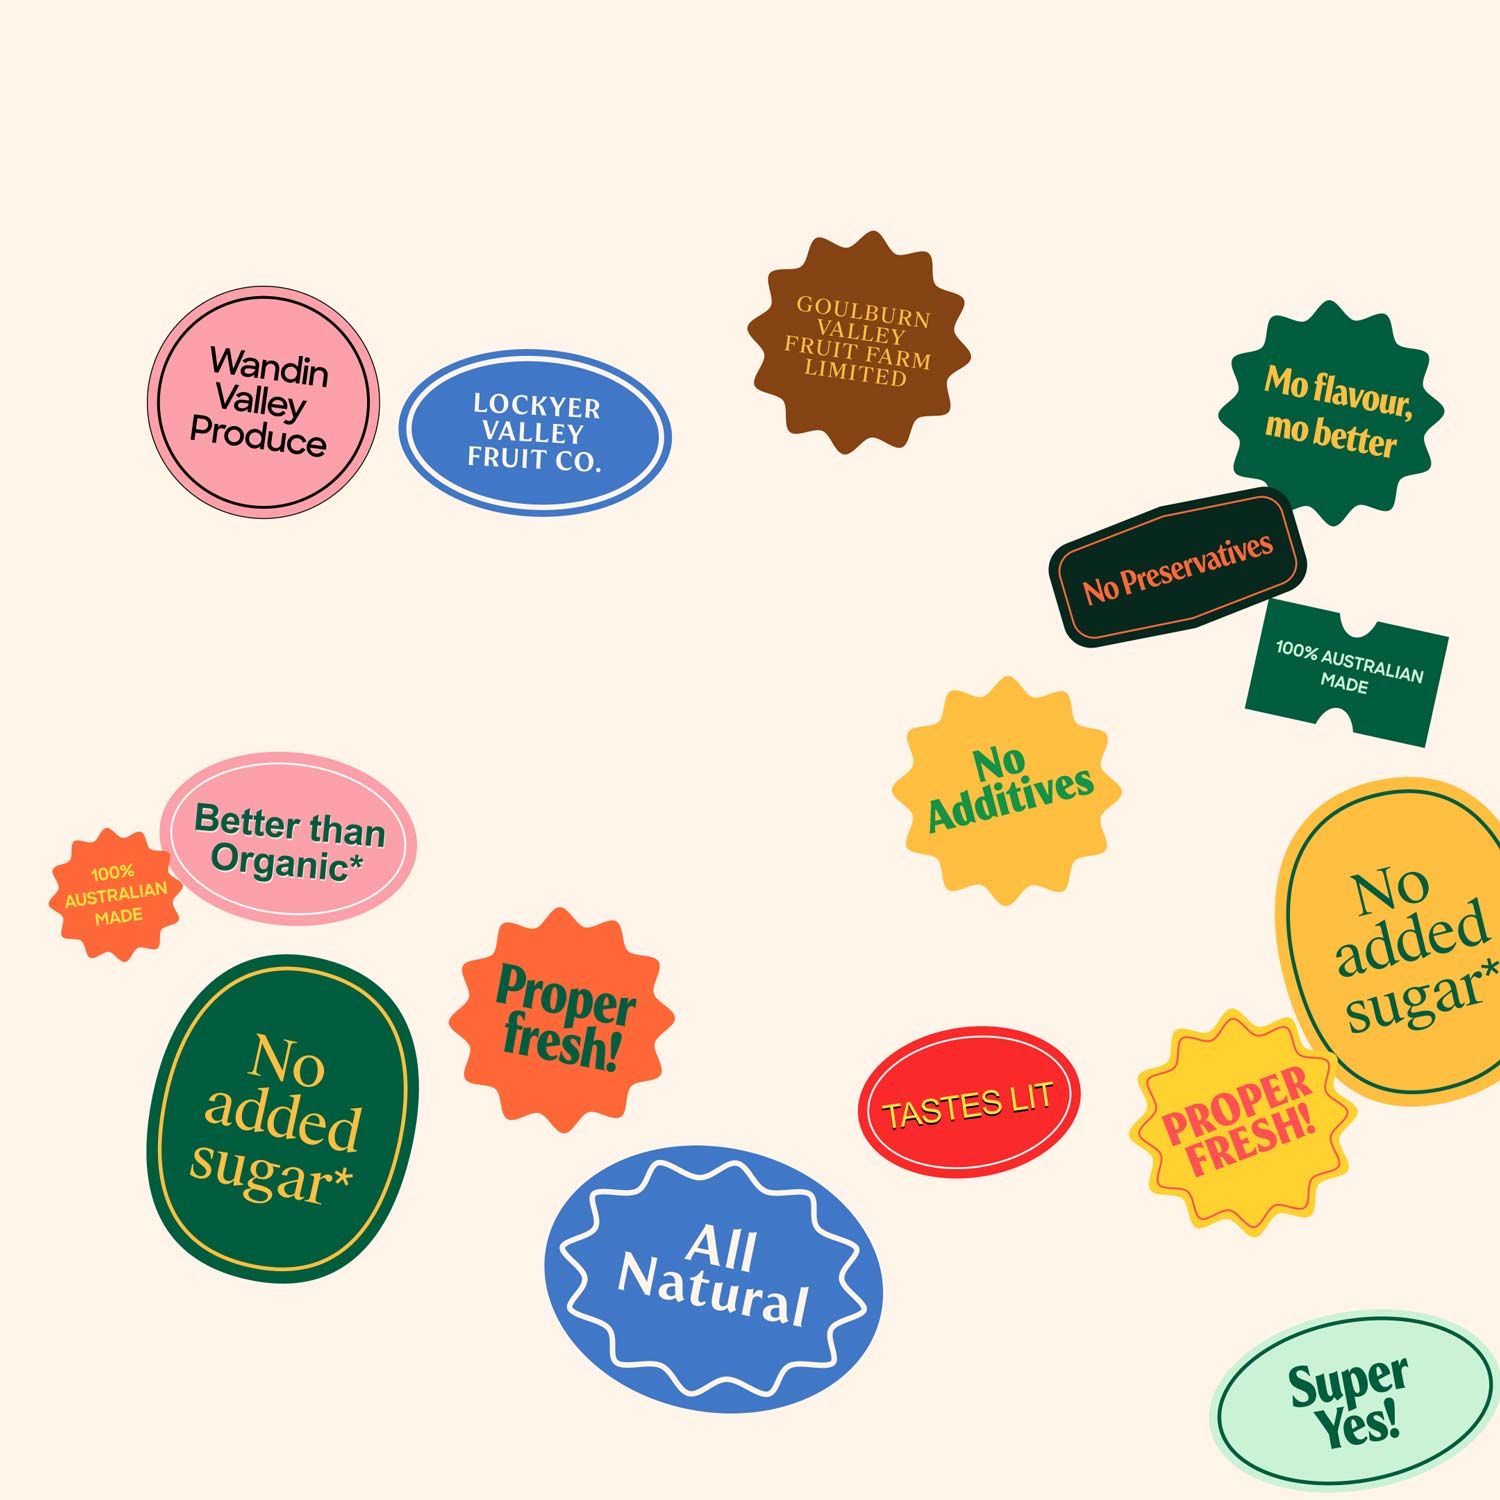 Wandin
Valley
Produce
LOCKYER
VALLEY
FRUIT CO.
GOULBURN
VALLEY
FRUIT FARM
LIMITED
Mo flavour,
mo better
No Preservatives
100% AUSTRALIAN
MADE
No
Additives
Better than
Organic*
100%
AUSTRALIAN
MADE
No
added
sugar*
No
added
sugar*
Proper
fresh!
TASTES LIT
PROPER
FRESH!
All
Natural
Super
Yes!